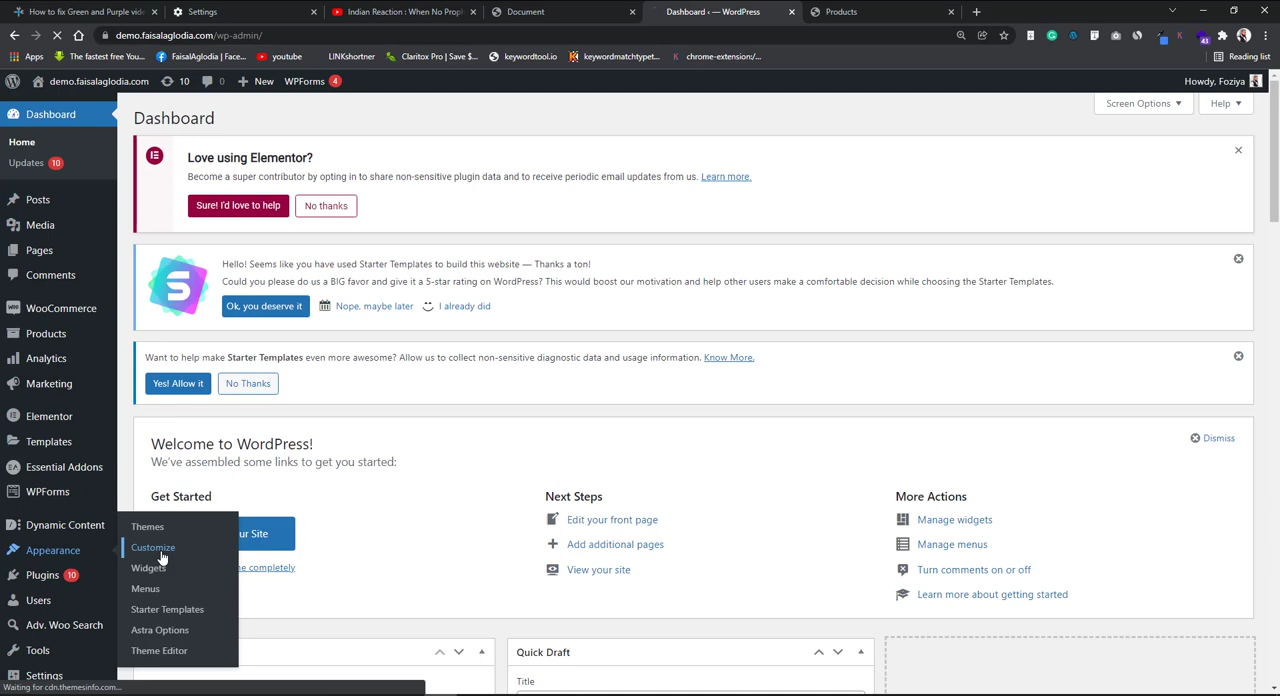 How to fix Green and Purple vide
Settings
Indian Reaction : When No Proph
Document
Dashboard ‹ — WordPress
Products
demo.faisalaglodia.com/wp-admin/
Apps
The fastest free You...
FaisalAglodia | Face...
youtube
LINKshortner
Claritor Pro | Save $...
keywordtool.io
keywordmatchtypet...
chrome-extension/...
43
Reading list
demo.faisalaglodia.com
10
0
New
WPForms 4
Howdy, Foziya
Dashboard
Home
Updates 10
Posts
Media
Pages
Comments
WooCommerce
Products
Analytics
Marketing
Elementor
Templates
Essential Addons
WPForms
Dynamic Content
Appearance
Plugins 10
Users
Adv. Woo Search
Tools
Settings
Themes
Customize
Widgets
Menus
Starter Templates
Astra Options
Theme Editor
Dashboard
Screen Options
Help
Love using Elementor?
Become a super contributor by opting in to share non-sensitive plugin data and to receive periodic email updates from us. Learn more.
Sure! I'd love to help
No thanks
Hello! Seems like you have used Starter Templates to build this website — Thanks a ton!
Could you please do us a BIG favor and give it a 5-star rating on WordPress? This would boost our motivation and help other users make a comfortable decision while choosing the Starter Templates.
Ok, you deserve it
Nope, maybe later
I already did
Want to help make Starter Templates even more awesome? Allow us to collect non-sensitive diagnostic data and usage information. Know More.
Yes! Allow it
No Thanks
Welcome to WordPress!
We've assembled some links to get you started:
Dismiss
Get Started
ur Site
me completely
Next Steps
Edit your front page
Add additional pages
View your site
More Actions
Manage widgets
Manage menus
Turn comments on or off
Learn more about getting started
Quick Draft
Title
Waiting for cdn.themesinfo.com...